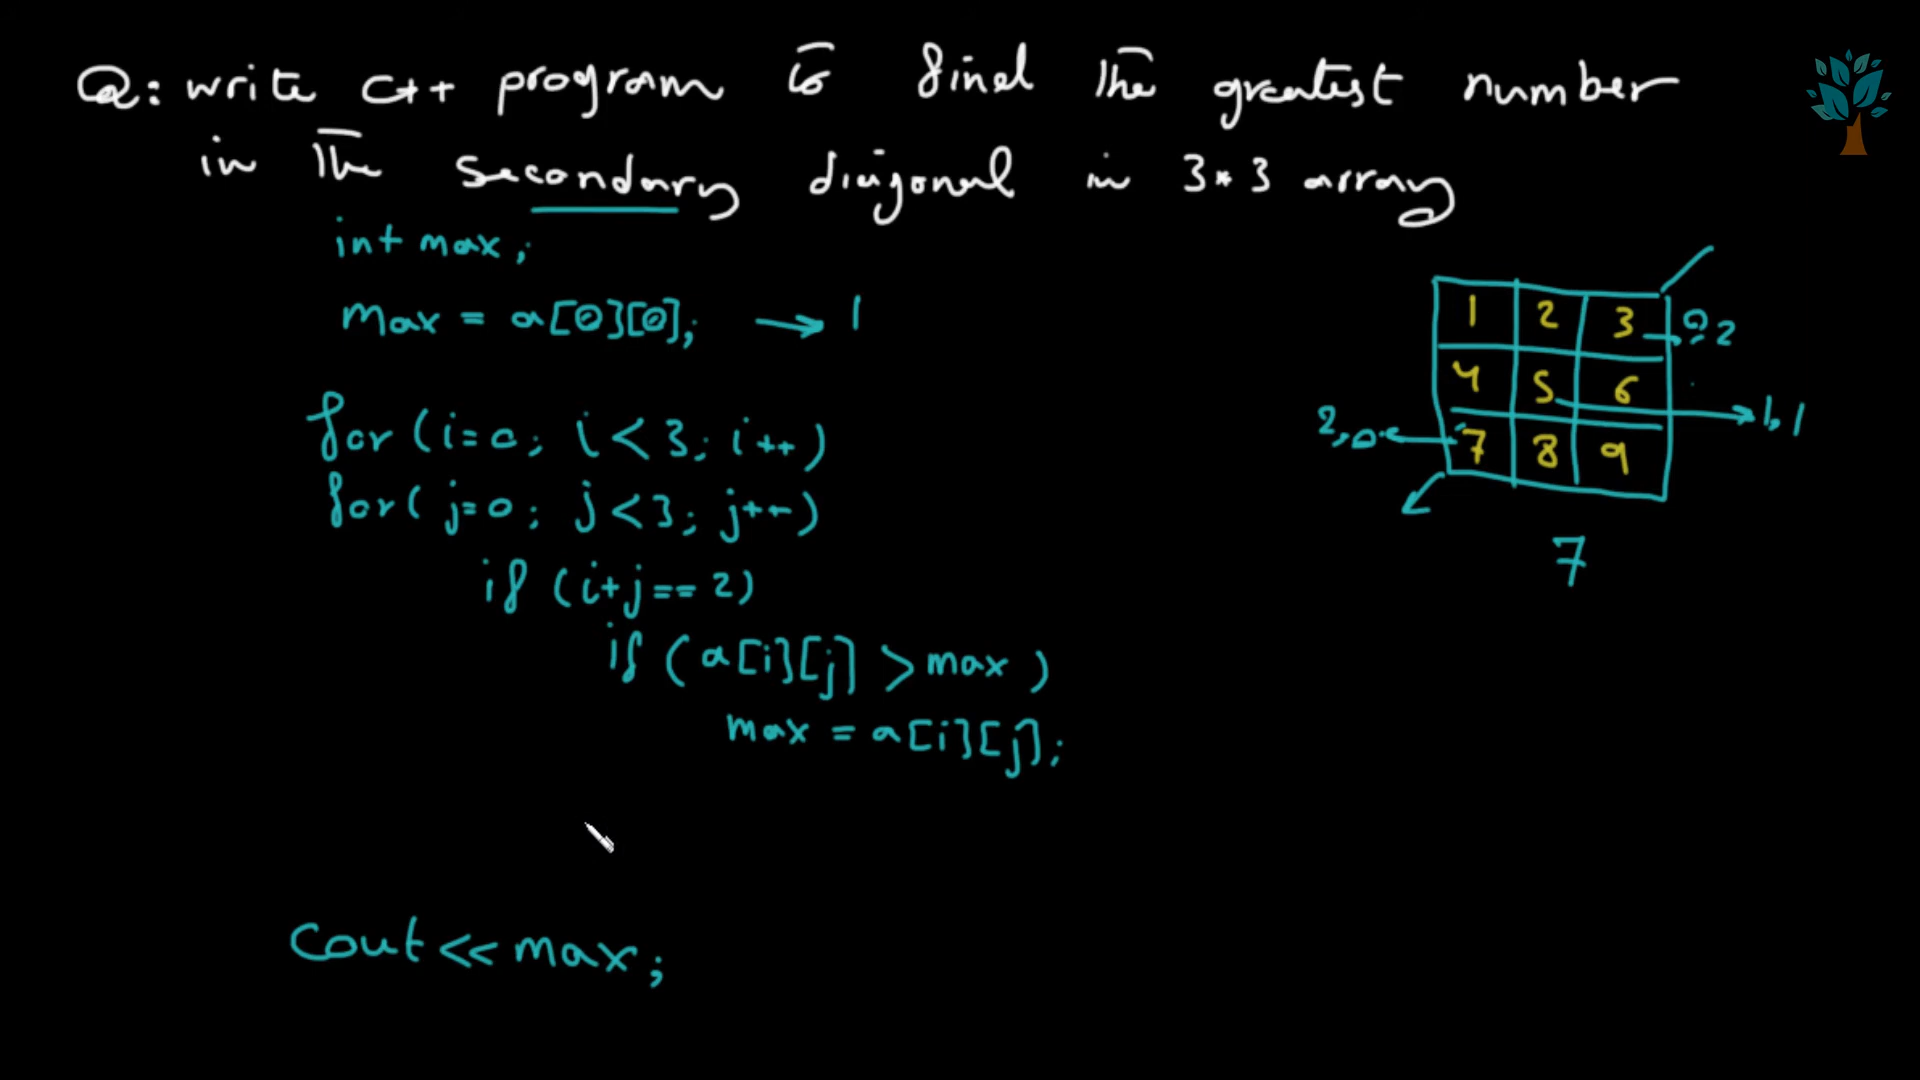 Q: write C++ program to find the greatest number
in the secondary diagonal in 3*3 array
int max;
max = a[0][0]; → 1
for (i=0; i<3; i++)
for (j=0; j<3; j++)
if (i+j==2)
if (a[i][j] > max)
max = a[i][j];
cout << max;
1 2 3 0,2
4 5 6 1,1
2,0 7 8 9
7